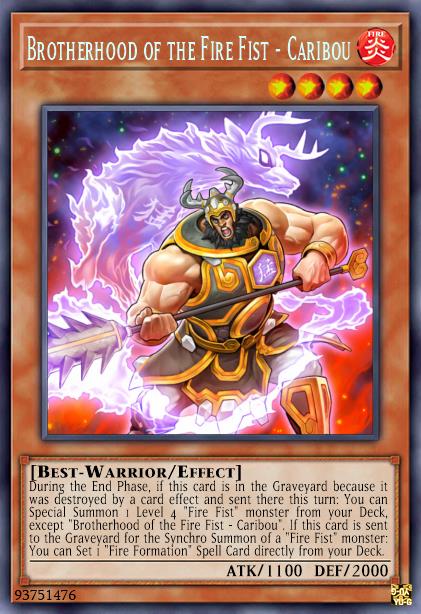 Brotherhood of the Fire Fist - Caribou
FIRE
炎
[Best-Warrior/Effect]
During the End Phase, if this card is in the Graveyard because it
was destroyed by a card effect and sent there this turn: You can
Special Summon 1 Level 4 "Fire Fist" monster from your Deck,
except "Brotherhood of the Fire Fist - Caribou". If this card is sent
to the Graveyard for the Synchro Summon of a "Fire Fist" monster:
You can Set 1 "Fire Formation" Spell Card directly from your Deck.
ATK/1100 DEF/2000
93751476